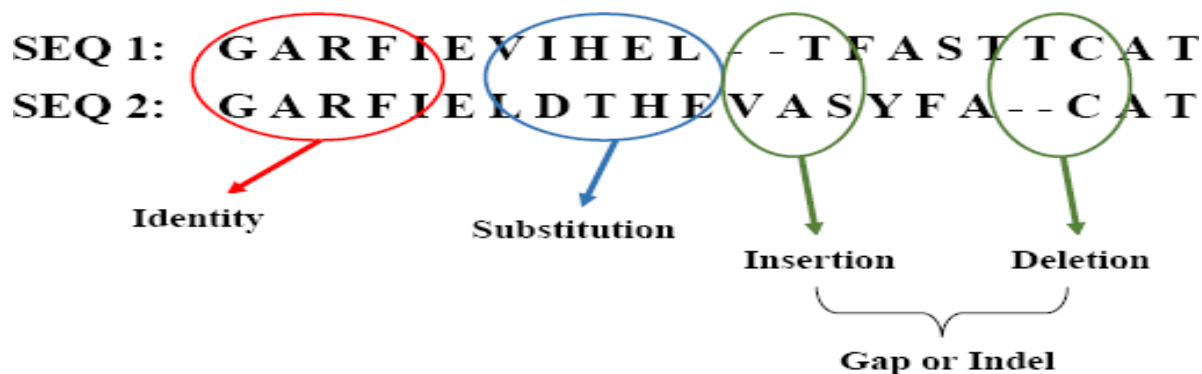 SEQ 1: G A R F I E V I H E L - - T F A S T T C A T
SEQ 2: G A R F I E L D T H E V A S Y F A - - C A T
Identity
Substitution
Insertion
Deletion
Gap or Indel